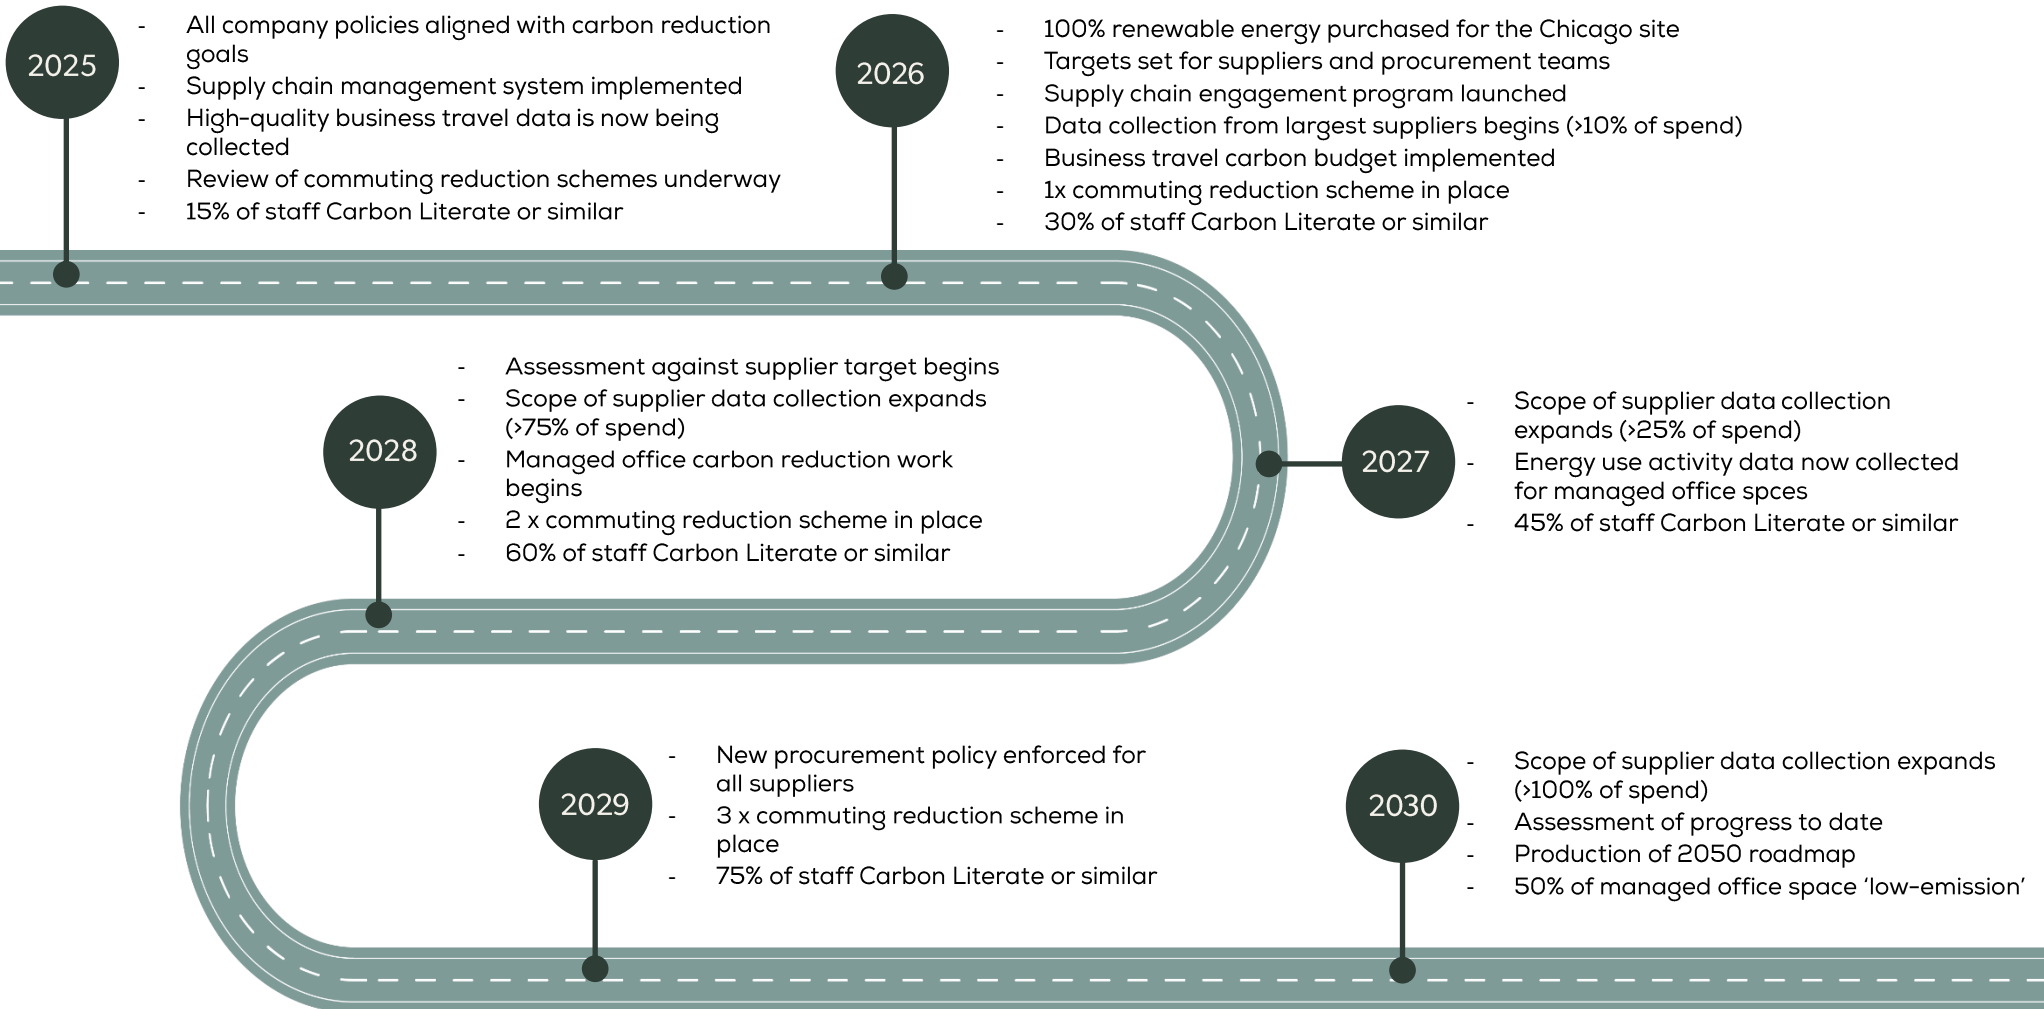 2025
- All company policies aligned with carbon reduction
goals
- Supply chain management system implemented
- High-quality business travel data is now being
collected
- Review of commuting reduction schemes underway
- 15% of staff Carbon Literate or similar
2026
- 100% renewable energy purchased for the Chicago site
- Targets set for suppliers and procurement teams
- Supply chain engagement program launched
- Data collection from largest suppliers begins (>10% of spend)
- Business travel carbon budget implemented
- 1x commuting reduction scheme in place
- 30% of staff Carbon Literate or similar
2027
- Scope of supplier data collection
expands (>25% of spend)
- Energy use activity data now collected
for managed office spces
- 45% of staff Carbon Literate or similar
2028
- Assessment against supplier target begins
- Scope of supplier data collection expands
(>75% of spend)
- Managed office carbon reduction work
begins
- 2 x commuting reduction scheme in place
- 60% of staff Carbon Literate or similar
2029
- New procurement policy enforced for
all suppliers
- 3 x commuting reduction scheme in
place
- 75% of staff Carbon Literate or similar
2030
- Scope of supplier data collection expands
(>100% of spend)
- Assessment of progress to date
- Production of 2050 roadmap
- 50% of managed office space ‘low-emission’